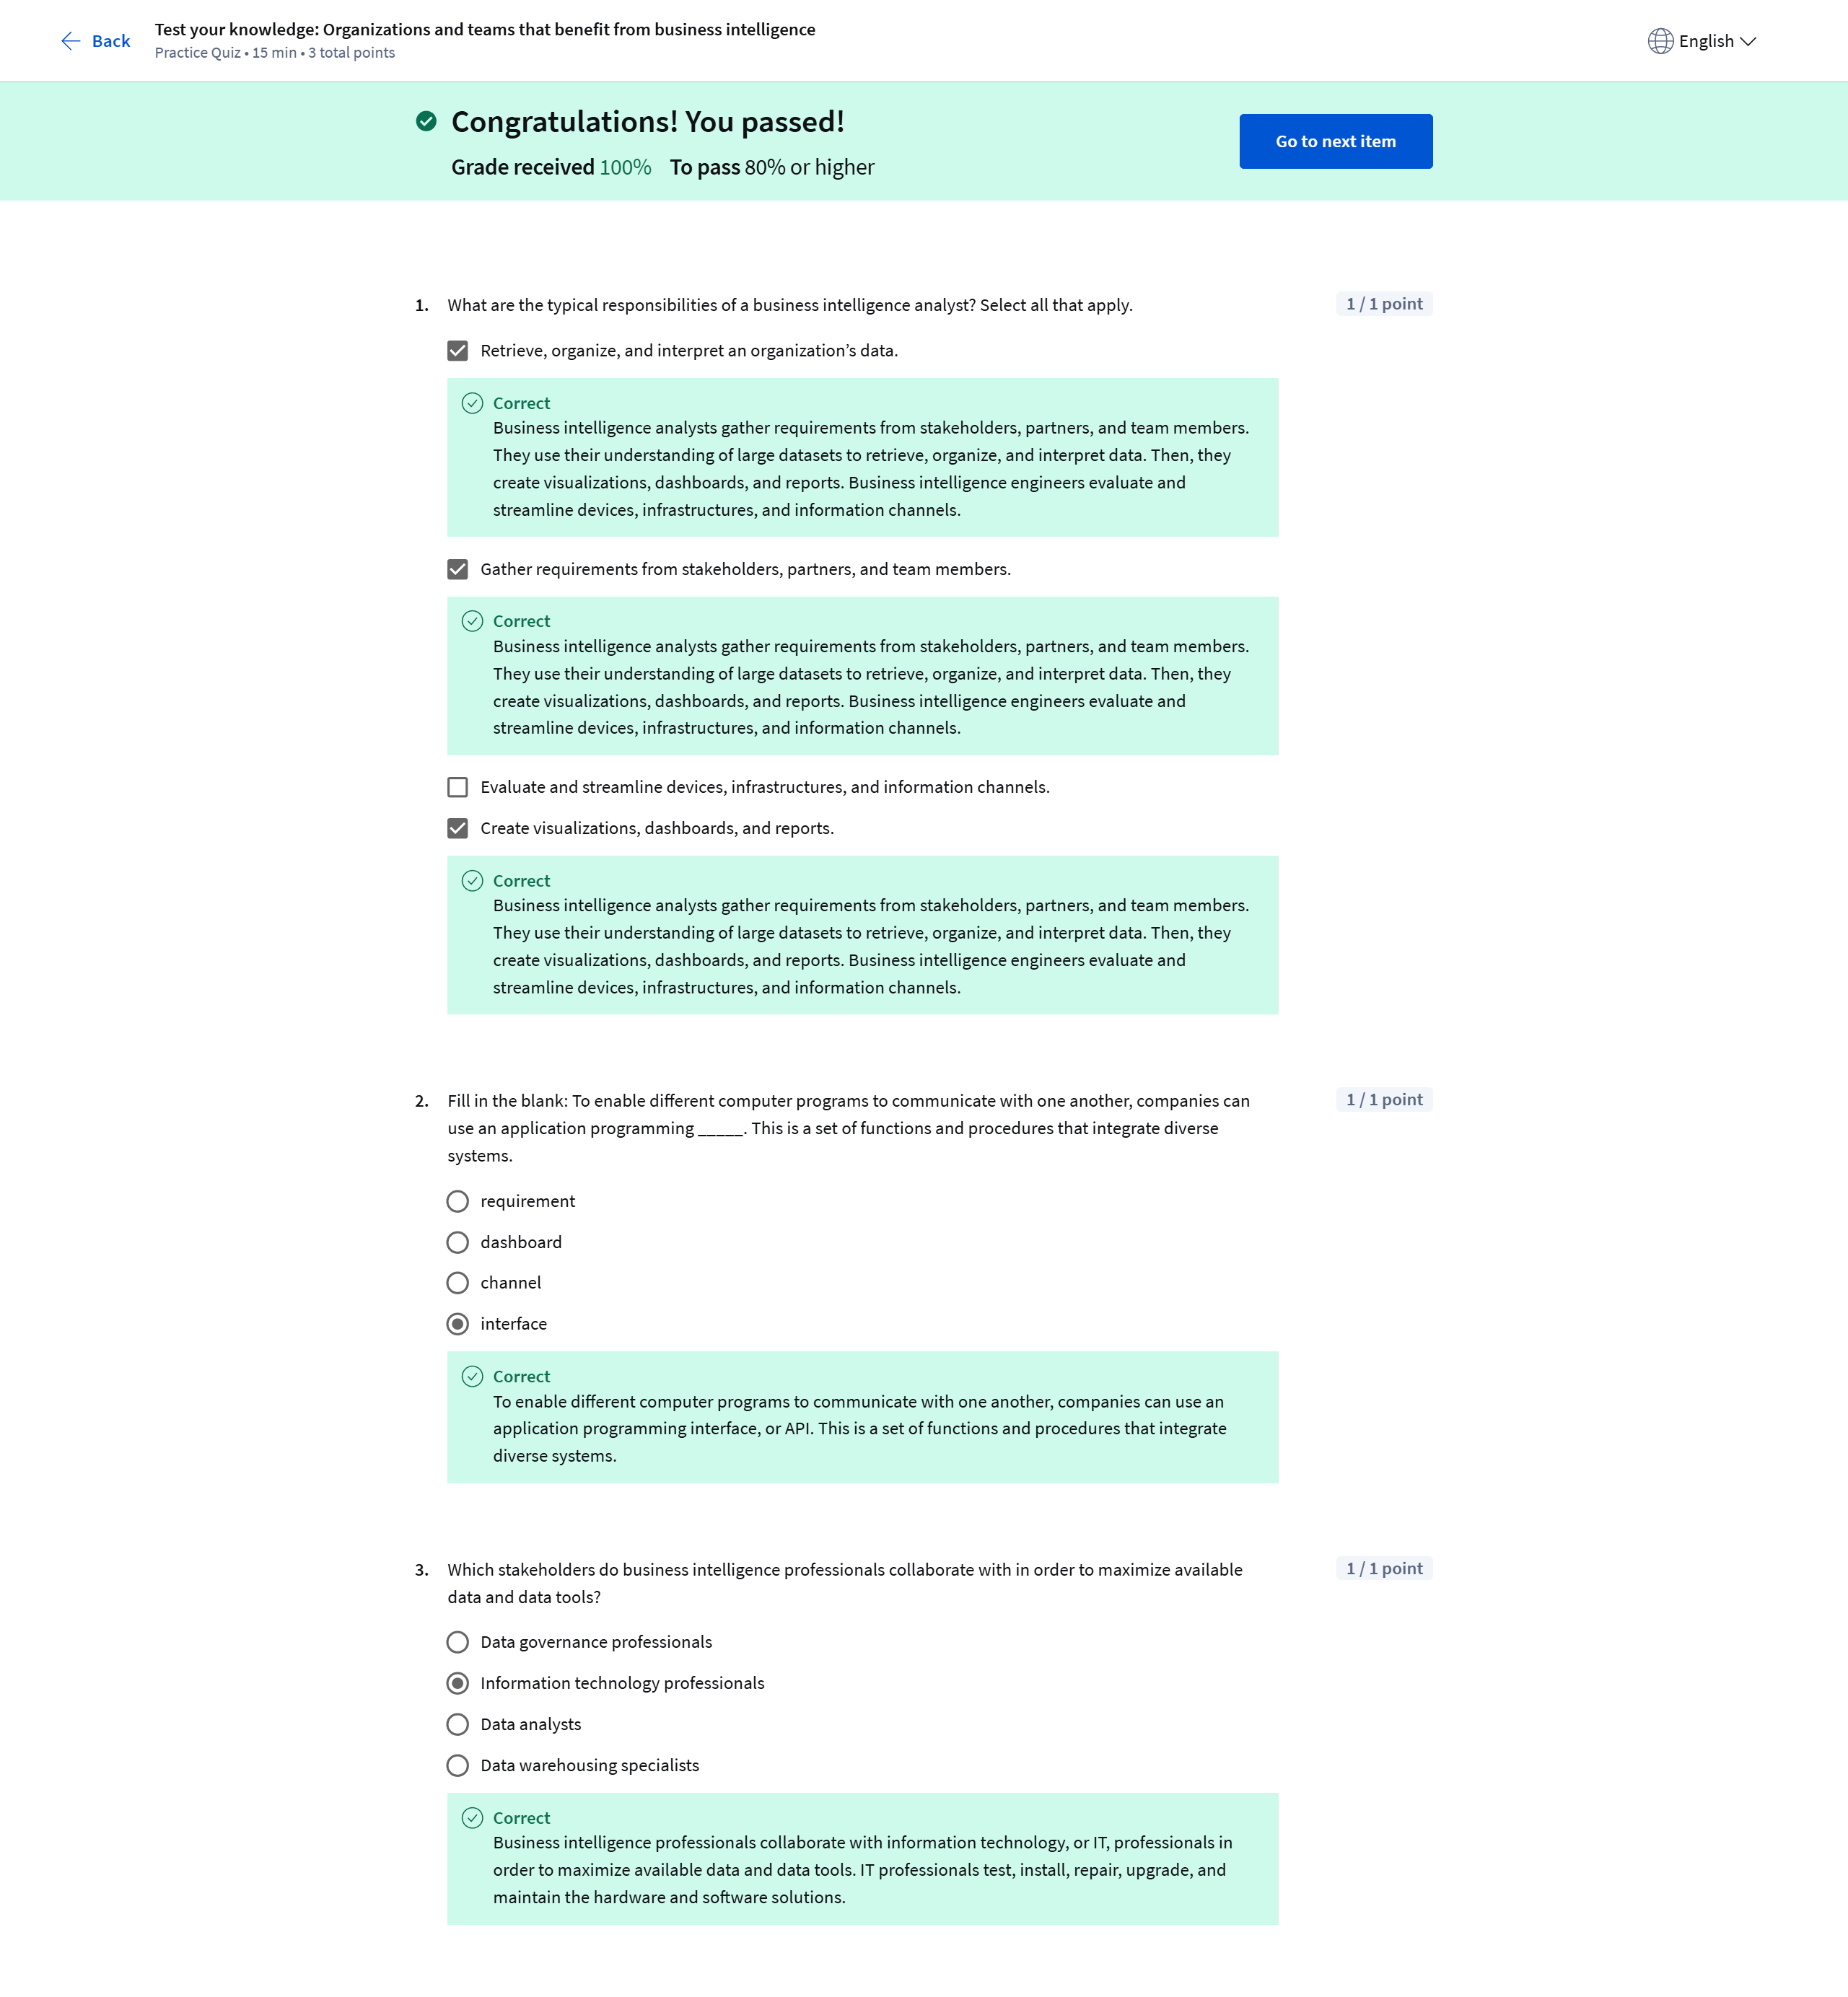 Back
Test your knowledge: Organizations and teams that benefit from business intelligence
Practice Quiz • 15 min • 3 total points
English
Congratulations! You passed!
Grade received 100% To pass 80% or higher
Go to next item
1. What are the typical responsibilities of a business intelligence analyst? Select all that apply.
1 / 1 point
Retrieve, organize, and interpret an organization’s data.
Correct
Business intelligence analysts gather requirements from stakeholders, partners, and team members.
They use their understanding of large datasets to retrieve, organize, and interpret data. Then, they
create visualizations, dashboards, and reports. Business intelligence engineers evaluate and
streamline devices, infrastructures, and information channels.
Gather requirements from stakeholders, partners, and team members.
Correct
Business intelligence analysts gather requirements from stakeholders, partners, and team members.
They use their understanding of large datasets to retrieve, organize, and interpret data. Then, they
create visualizations, dashboards, and reports. Business intelligence engineers evaluate and
streamline devices, infrastructures, and information channels.
Evaluate and streamline devices, infrastructures, and information channels.
Create visualizations, dashboards, and reports.
Correct
Business intelligence analysts gather requirements from stakeholders, partners, and team members.
They use their understanding of large datasets to retrieve, organize, and interpret data. Then, they
create visualizations, dashboards, and reports. Business intelligence engineers evaluate and
streamline devices, infrastructures, and information channels.
2. Fill in the blank: To enable different computer programs to communicate with one another, companies can
use an application programming _____. This is a set of functions and procedures that integrate diverse
systems.
1 / 1 point
requirement
dashboard
channel
interface
Correct
To enable different computer programs to communicate with one another, companies can use an
application programming interface, or API. This is a set of functions and procedures that integrate
diverse systems.
3. Which stakeholders do business intelligence professionals collaborate with in order to maximize available
data and data tools?
1 / 1 point
Data governance professionals
Information technology professionals
Data analysts
Data warehousing specialists
Correct
Business intelligence professionals collaborate with information technology, or IT, professionals in
order to maximize available data and data tools. IT professionals test, install, repair, upgrade, and
maintain the hardware and software solutions.